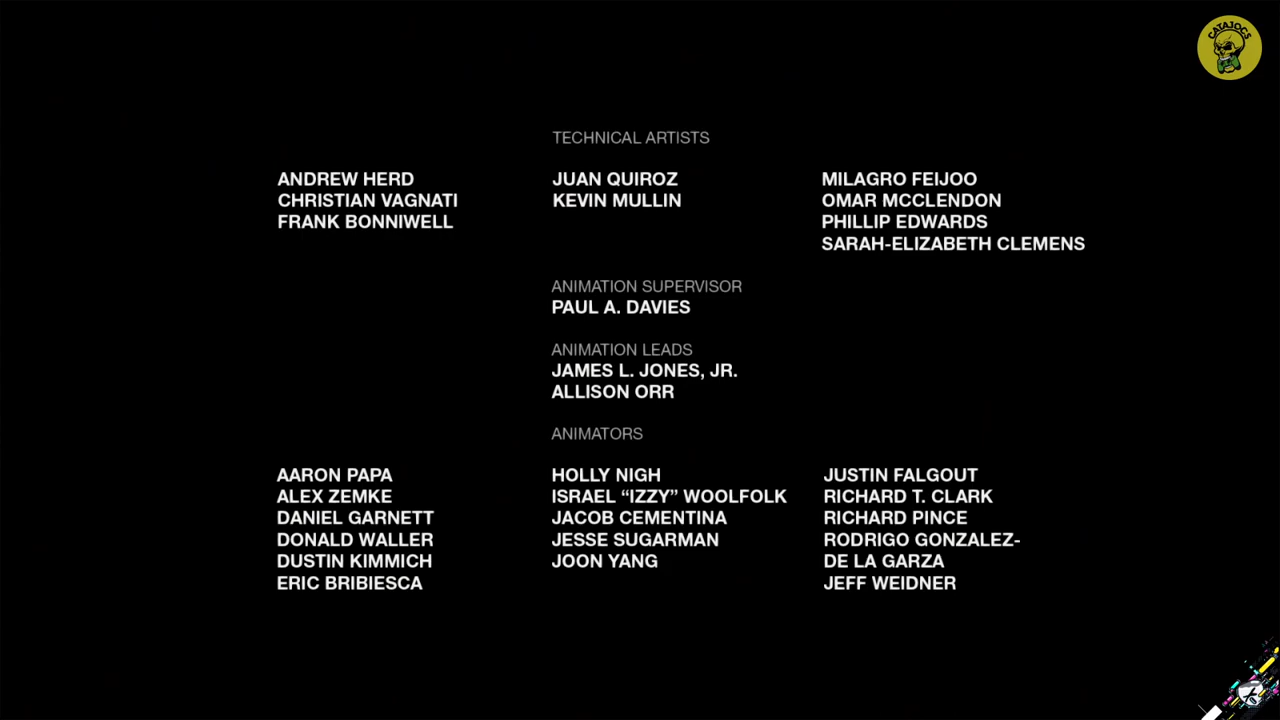 CATAJOCS
TECHNICAL ARTISTS
ANDREW HERD
CHRISTIAN VAGNATI
FRANK BONNIWELL
JUAN QUIROZ
KEVIN MULLIN
MILAGRO FEIJOO
OMAR MCCLENDON
PHILLIP EDWARDS
SARAH-ELIZABETH CLEMENS
ANIMATION SUPERVISOR
PAUL A. DAVIES
ANIMATION LEADS
JAMES L. JONES, JR.
ALLISON ORR
ANIMATORS
AARON PAPA
ALEX ZEMKE
DANIEL GARNETT
DONALD WALLER
DUSTIN KIMMICH
ERIC BRIBIESCA
HOLLY NIGH
ISRAEL “IZZY” WOOLFOLK
JACOB CEMENTINA
JESSE SUGARMAN
JOON YANG
JUSTIN FALGOUT
RICHARD T. CLARK
RICHARD PINCE
RODRIGO GONZALEZ-
DE LA GARZA
JEFF WEIDNER